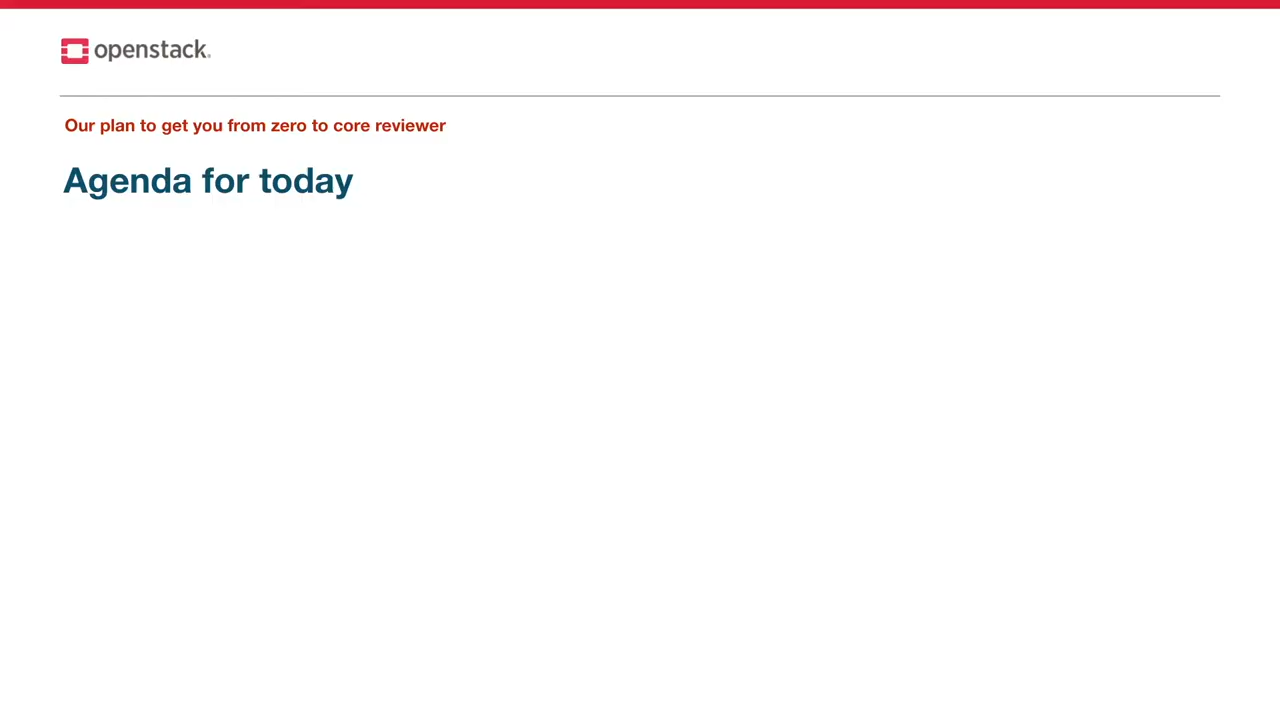 openstack.
Our plan to get you from zero to core reviewer
Agenda for today